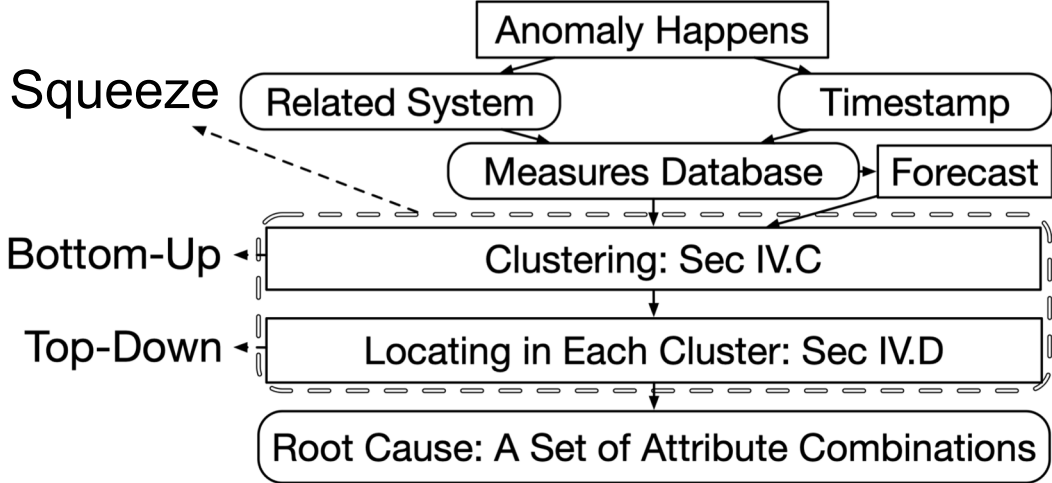 Anomaly Happens
Squeeze
Related System
Timestamp
Measures Database
Forecast
Bottom-Up
Clustering: Sec IV.C
Top-Down
Locating in Each Cluster: Sec IV.D
Root Cause: A Set of Attribute Combinations